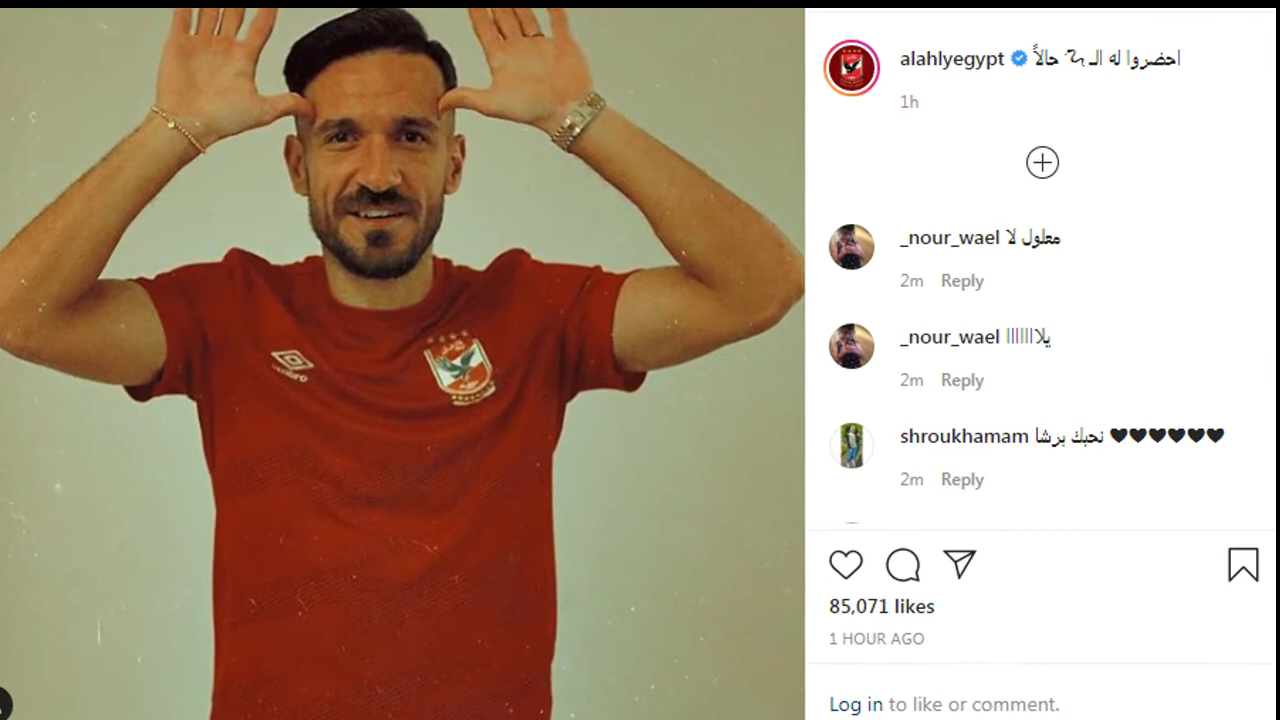 alahlyegypt احضروا له الـ 🐍 حالاً
1h
_nour_wael معلول لا
2m Reply
_nour_wael يلاااااااا
2m Reply
shroukhamam نحبك برشا 🖤🖤🖤🖤🖤🖤
2m Reply
85,071 likes
1 HOUR AGO
Log in to like or comment.